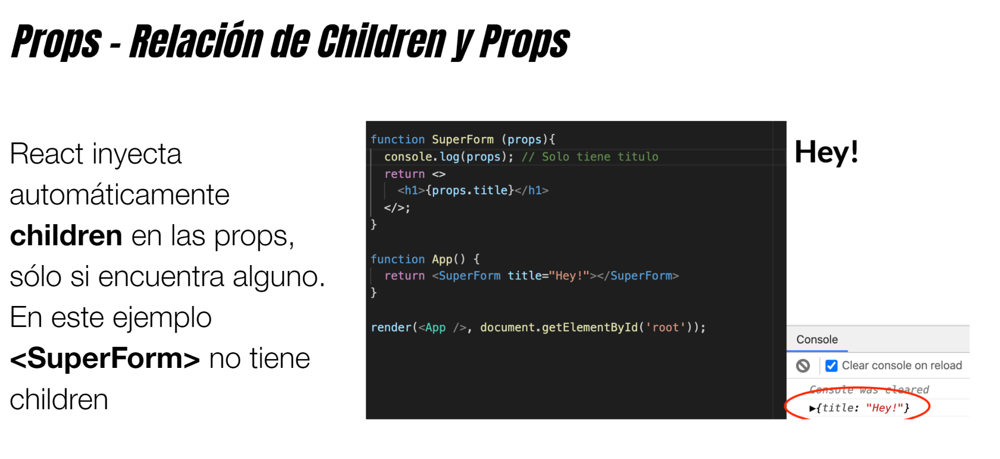 Props - Relación de Children y Props
React inyecta
automáticamente
children en las props,
sólo si encuentra alguno.
En este ejemplo
<SuperForm> no tiene
children
function SuperForm (props){
console.log(props); // Solo tiene titulo
return <>
<h1>{props.title}</h1>
</>;
}
function App() {
return <SuperForm title="Hey!"></SuperForm>
}
render(<App />, document.getElementById('root'));
Hey!
Console
Clear console on reload
Console was cleared
▶{title: "Hey!"}